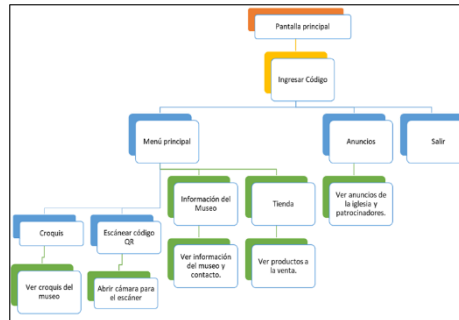 Pantalla principal
Ingresar Código
Menú principal
Anuncios
Salir
Información del
Museo
Tienda
Ver anuncios de
la iglesia y
patrocinadores.
Croquis
Escánear código
QR
Ver información
del museo y
contacto.
Ver productos a
la venta.
Ver croquis del
museo
Abrir cámara para
el escáner